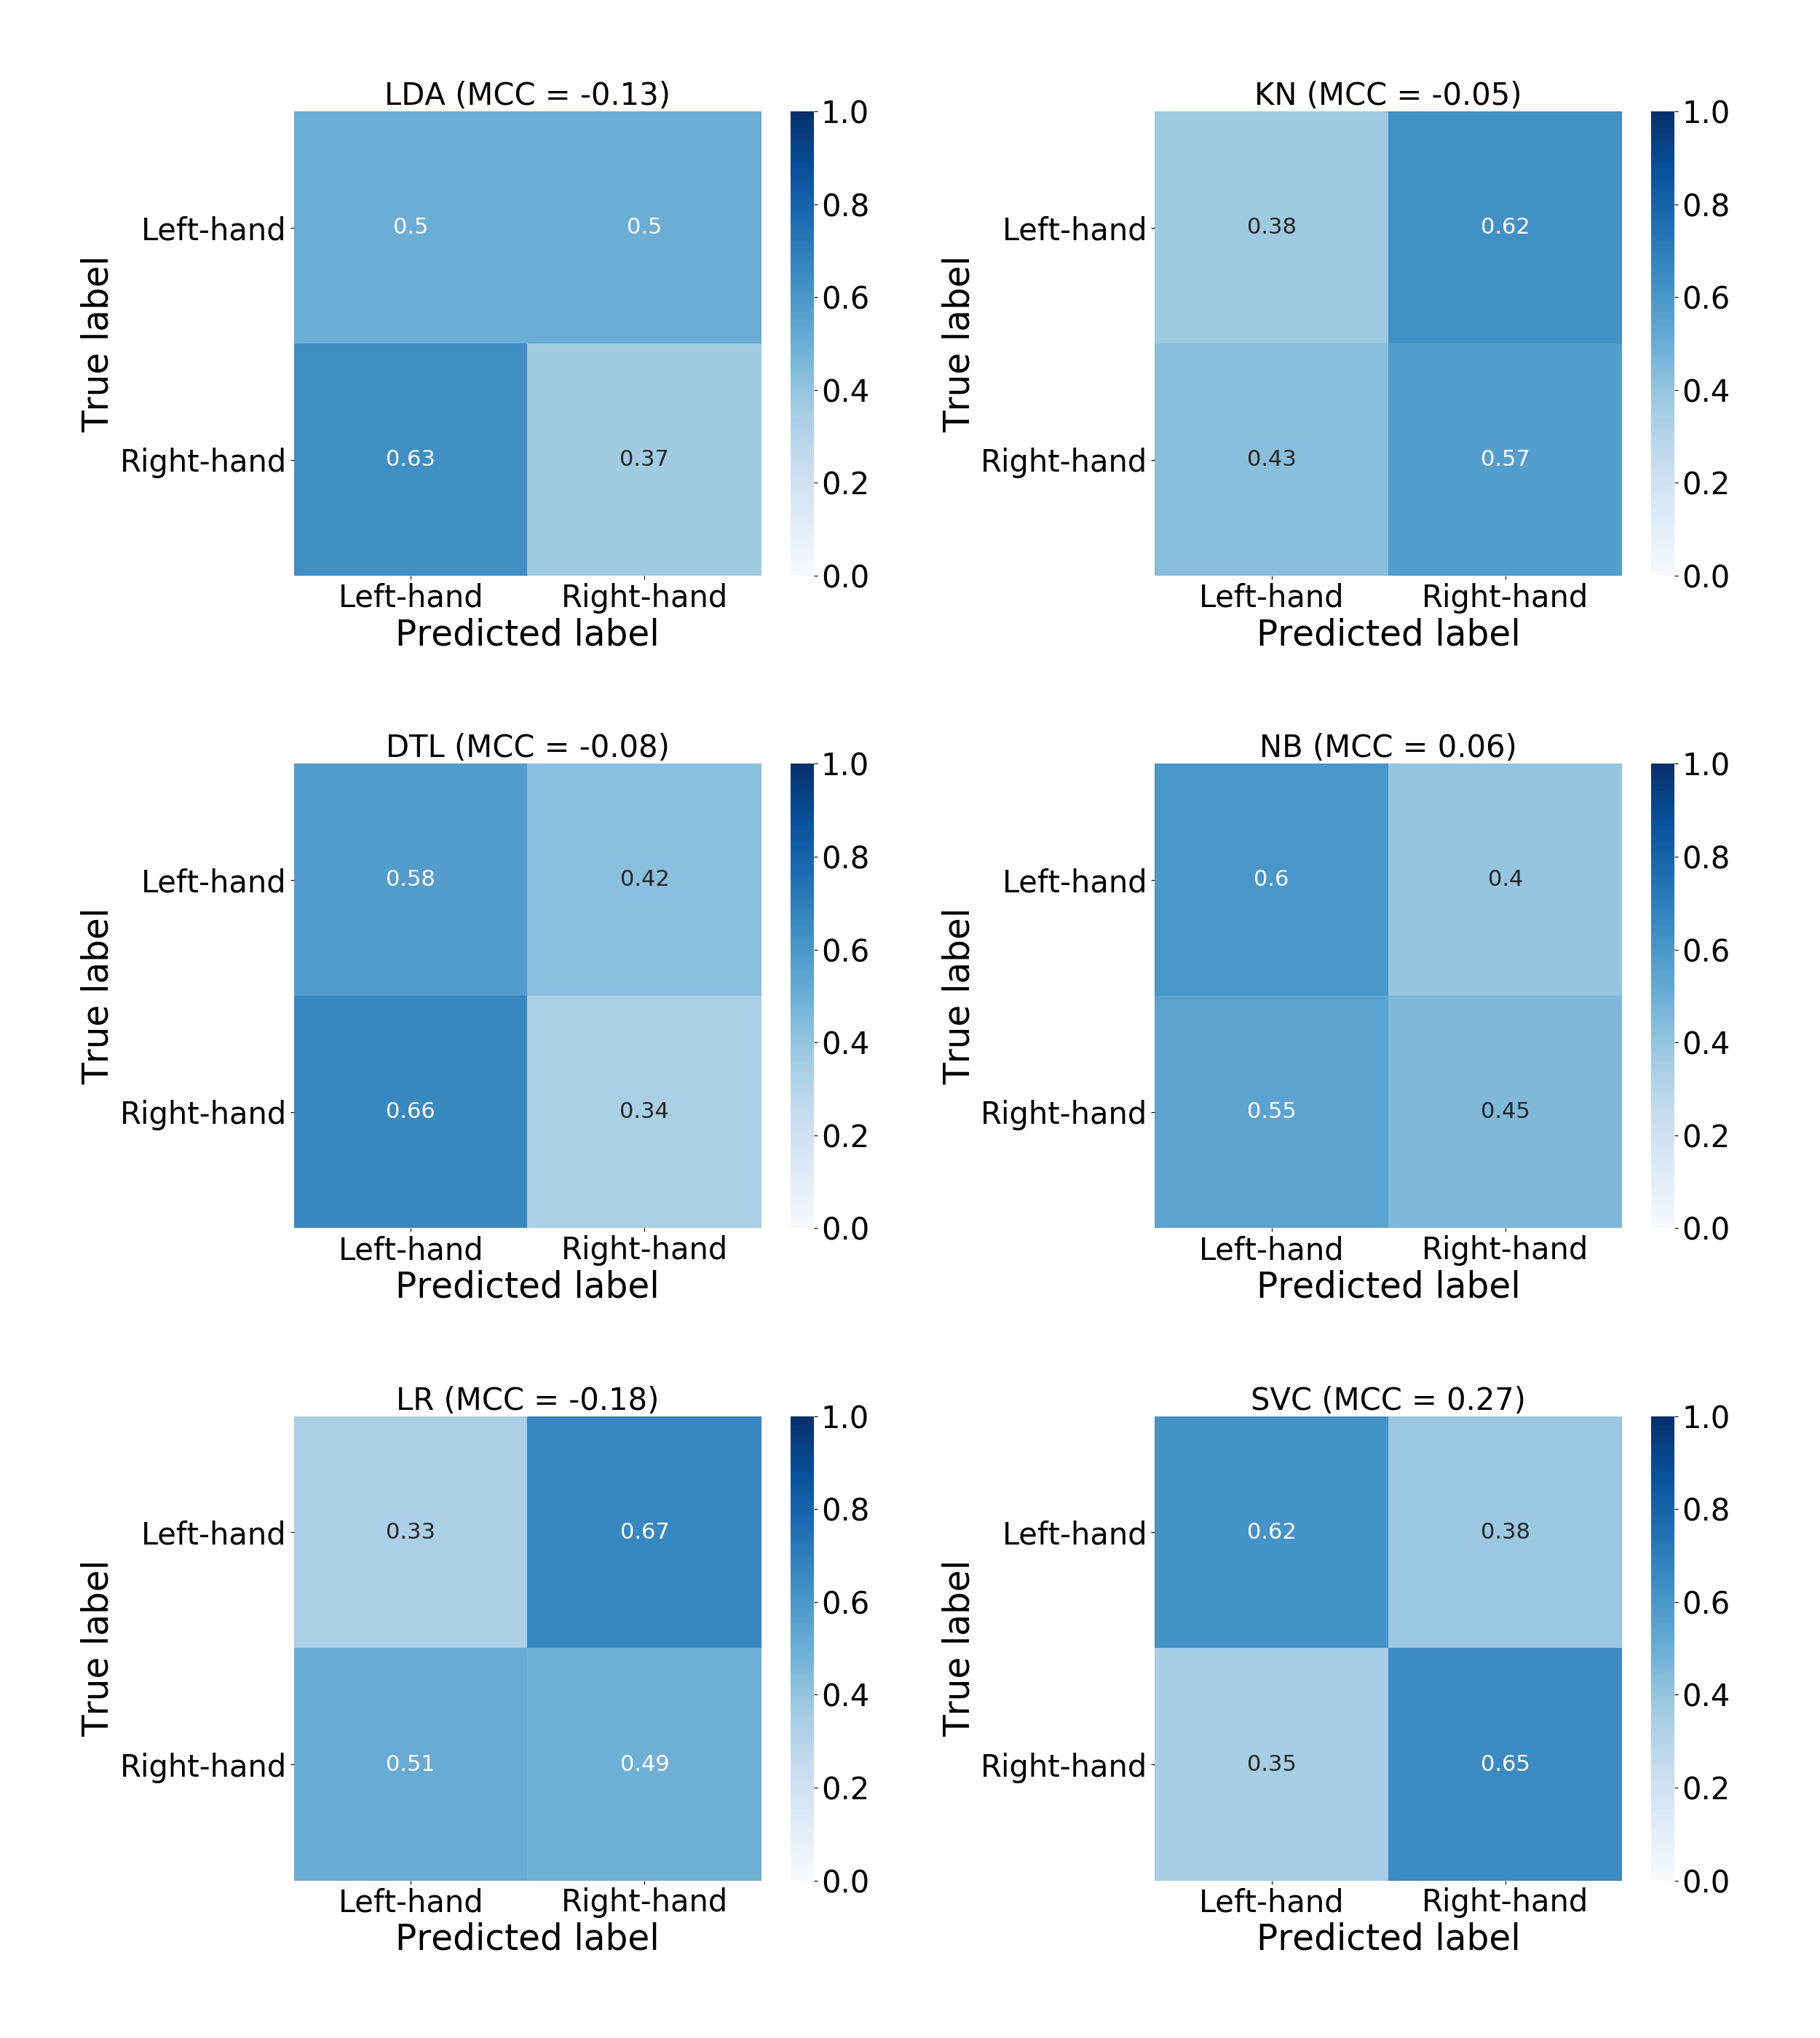 LDA (MCC = -0.13)
1.0
0.8
0.6
0.4
0.2
0.0
True label
Left-hand
Right-hand
0.5 0.5
0.63 0.37
Left-hand Right-hand
Predicted label
KN (MCC = -0.05)
1.0
0.8
0.6
0.4
0.2
0.0
True label
Left-hand
Right-hand
0.38 0.62
0.43 0.57
Left-hand Right-hand
Predicted label
DTL (MCC = -0.08)
1.0
0.8
0.6
0.4
0.2
0.0
True label
Left-hand
Right-hand
0.58 0.42
0.66 0.34
Left-hand Right-hand
Predicted label
NB (MCC = 0.06)
1.0
0.8
0.6
0.4
0.2
0.0
True label
Left-hand
Right-hand
0.6 0.4
0.55 0.45
Left-hand Right-hand
Predicted label
LR (MCC = -0.18)
1.0
0.8
0.6
0.4
0.2
0.0
True label
Left-hand
Right-hand
0.33 0.67
0.51 0.49
Left-hand Right-hand
Predicted label
SVC (MCC = 0.27)
1.0
0.8
0.6
0.4
0.2
0.0
True label
Left-hand
Right-hand
0.62 0.38
0.35 0.65
Left-hand Right-hand
Predicted label